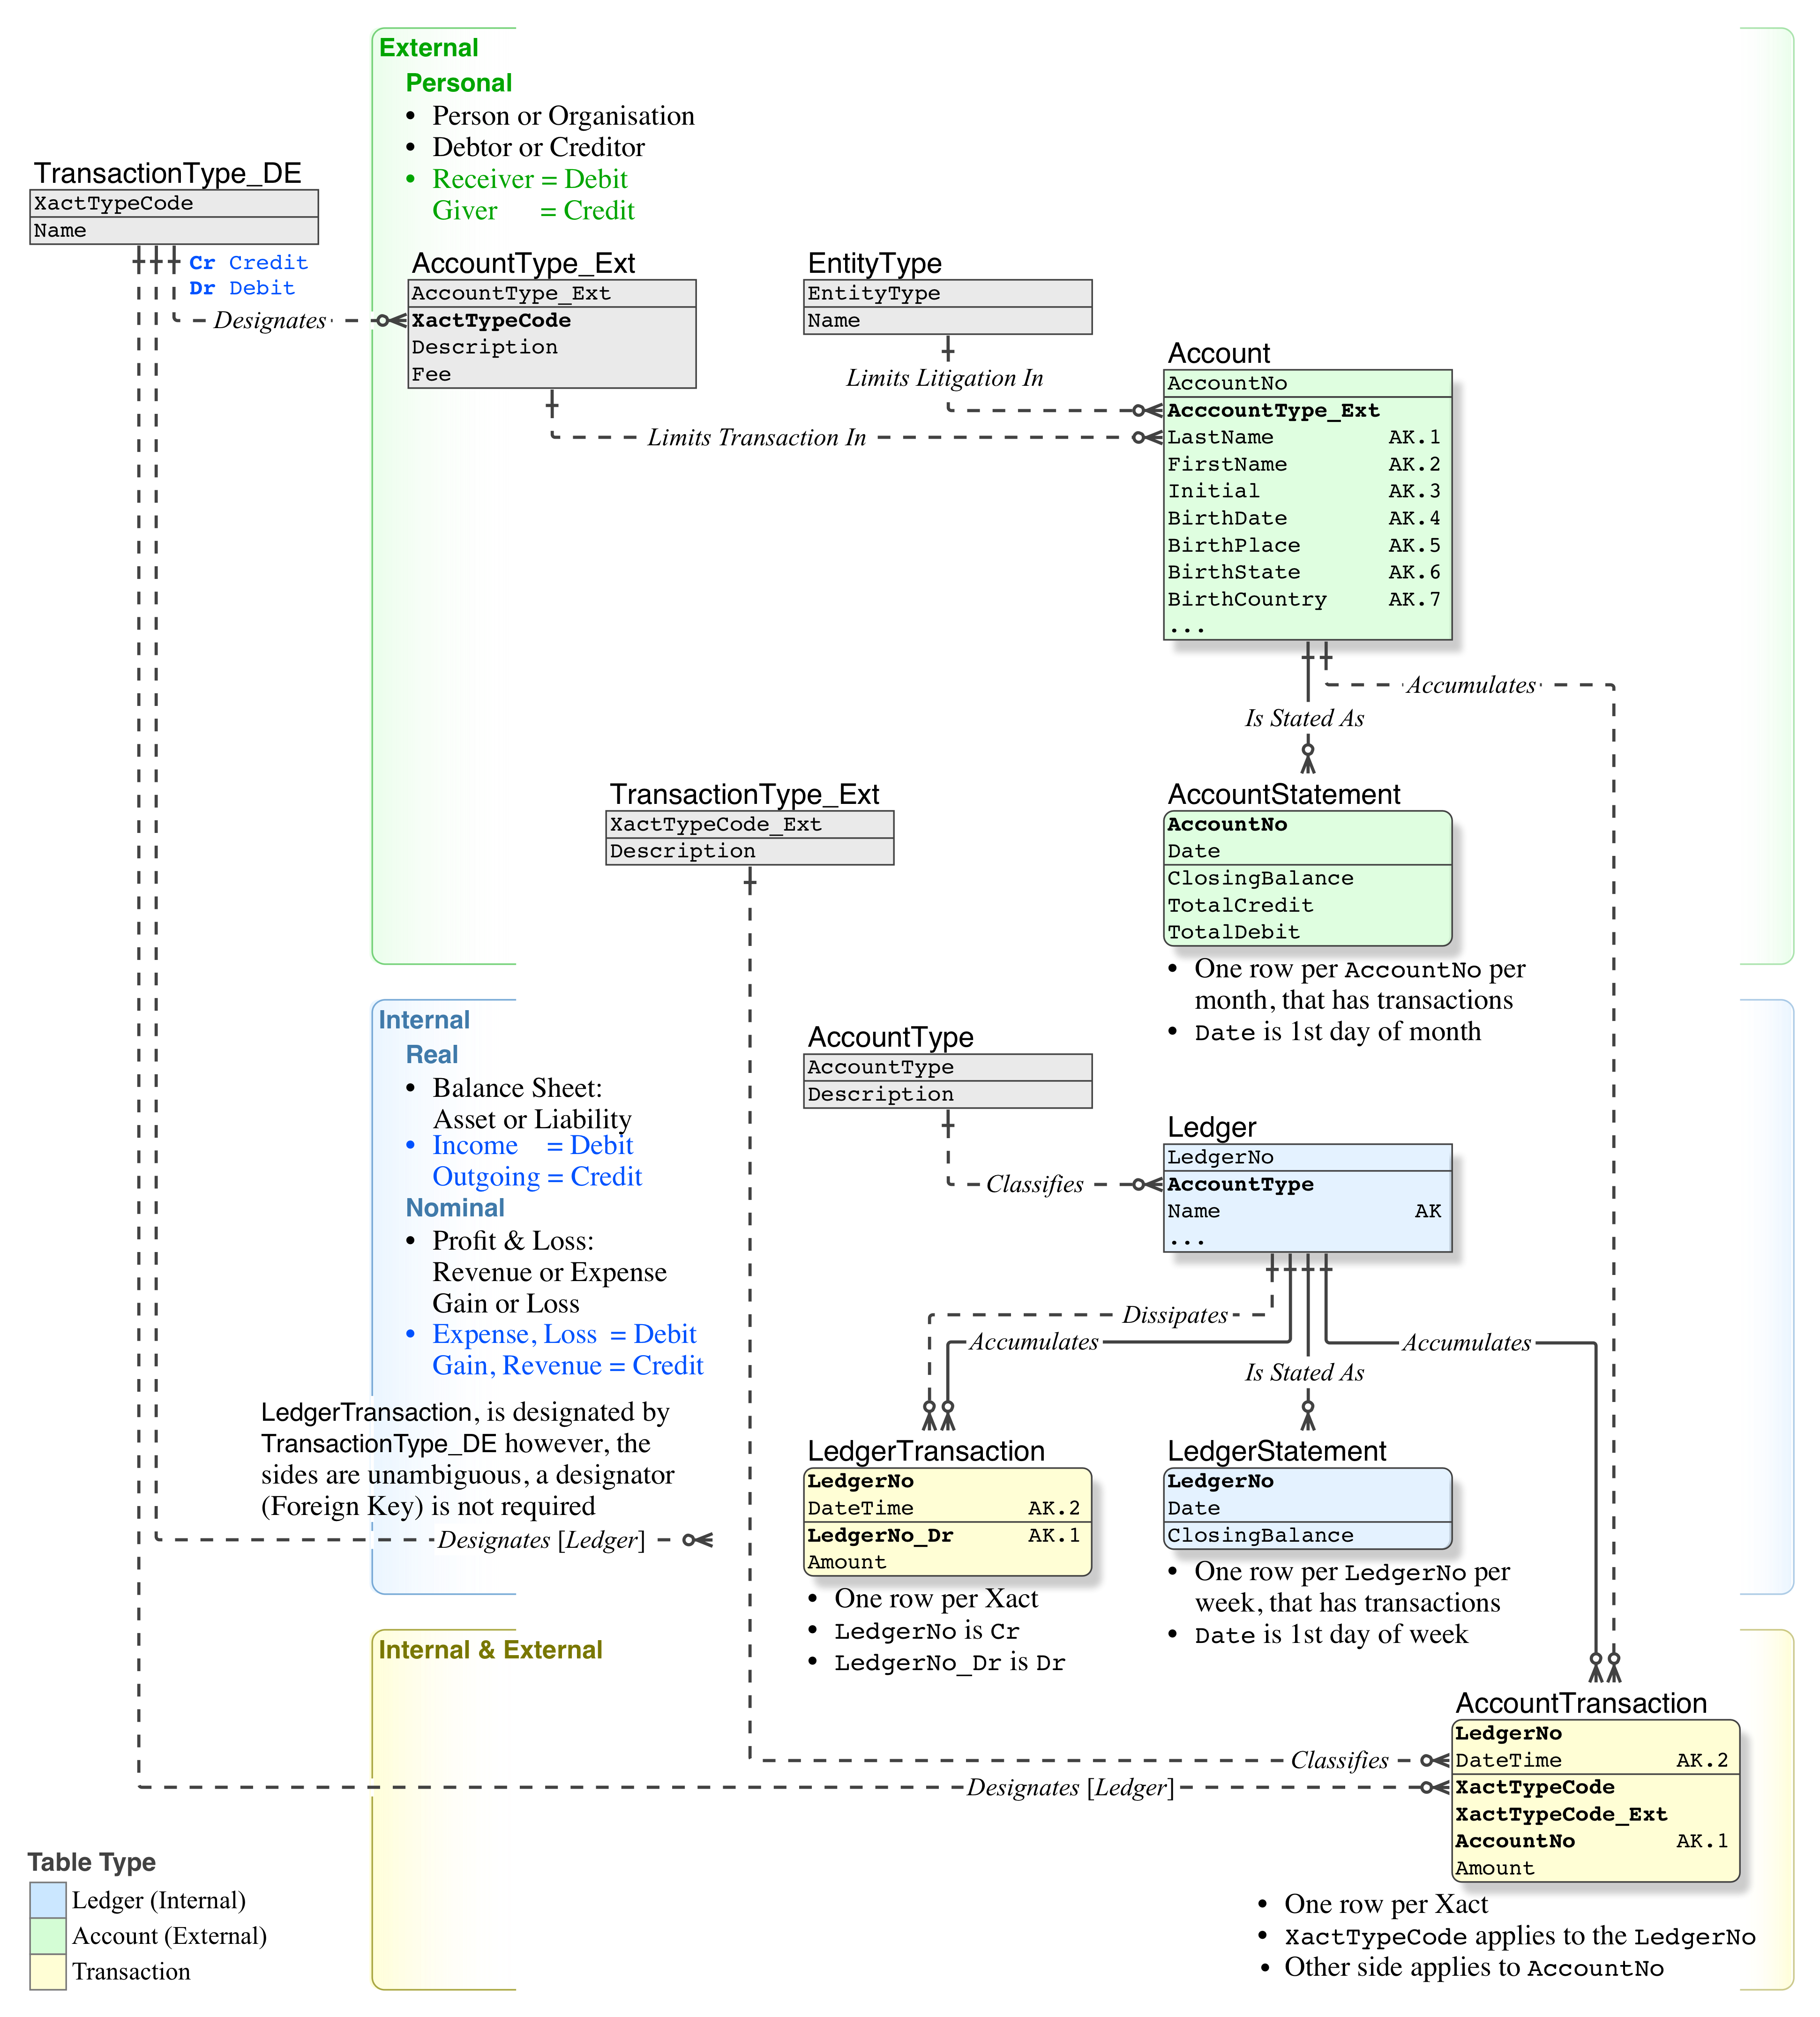 External
Personal
• Person or Organisation
• Debtor or Creditor
• Receiver = Debit
Giver = Credit
TransactionType_DE
XactTypeCode
Name
Cr Credit
Dr Debit
Designates
AccountType_Ext
AccountType_Ext
XactTypeCode
Description
Fee
EntityType
EntityType
Name
Limits Litigation In
Limits Transaction In
Account
AccountNo
AcccountType_Ext
LastName AK.1
FirstName AK.2
Initial AK.3
BirthDate AK.4
BirthPlace AK.5
BirthState AK.6
BirthCountry AK.7
...
Accumulates
Is Stated As
TransactionType_Ext
XactTypeCode_Ext
Description
AccountStatement
AccountNo
Date
ClosingBalance
TotalCredit
TotalDebit
• One row per AccountNo per
month, that has transactions
• Date is 1st day of month
Internal
Real
• Balance Sheet:
Asset or Liability
• Income = Debit
Outgoing = Credit
Nominal
• Profit & Loss:
Revenue or Expense
Gain or Loss
• Expense, Loss = Debit
Gain, Revenue = Credit
AccountType
AccountType
Description
Classifies
Ledger
LedgerNo
AccountType
Name AK
...
Dissipates
Accumulates
Accumulates
Is Stated As
LedgerTransaction, is designated by
TransactionType_DE however, the
sides are unambiguous, a designator
(Foreign Key) is not required
Designates [Ledger]
LedgerTransaction
LedgerNo
DateTime AK.2
LedgerNo_Dr AK.1
Amount
• One row per Xact
• LedgerNo is Cr
• LedgerNo_Dr is Dr
LedgerStatement
LedgerNo
Date
ClosingBalance
• One row per LedgerNo per
week, that has transactions
• Date is 1st day of week
Internal & External
Classifies
Designates [Ledger]
AccountTransaction
LedgerNo
DateTime AK.2
XactTypeCode
XactTypeCode_Ext
AccountNo AK.1
Amount
• One row per Xact
• XactTypeCode applies to the LedgerNo
• Other side applies to AccountNo
Table Type
Ledger (Internal)
Account (External)
Transaction